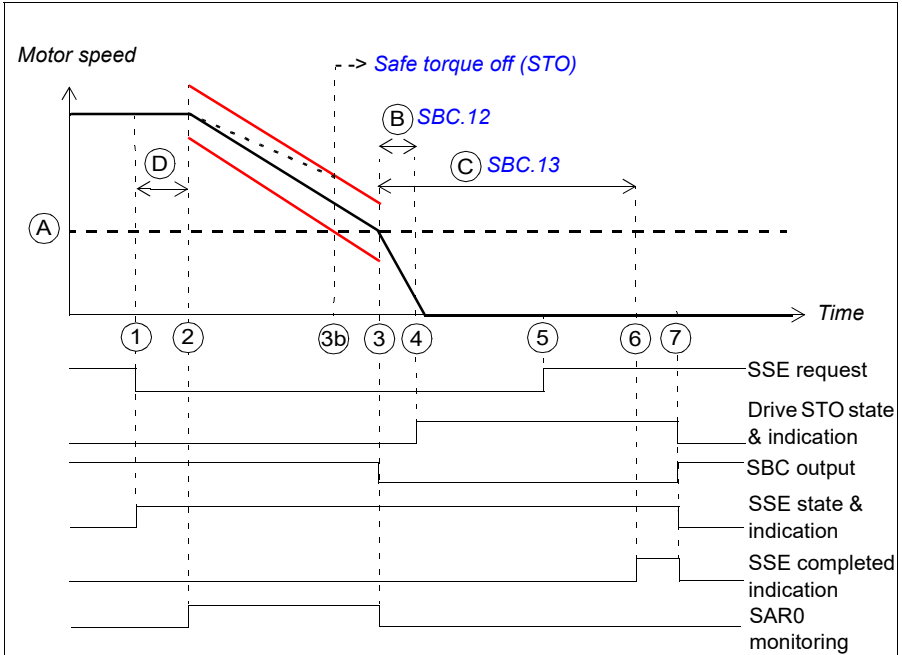 Motor speed
--> Safe torque off (STO)
B SBC.12
D
C SBC.13
A
Time
1 2 3b 3 4 5 6 7
SSE request
Drive STO state
& indication
SBC output
SSE state &
indication
SSE completed
indication
SAR0
monitoring